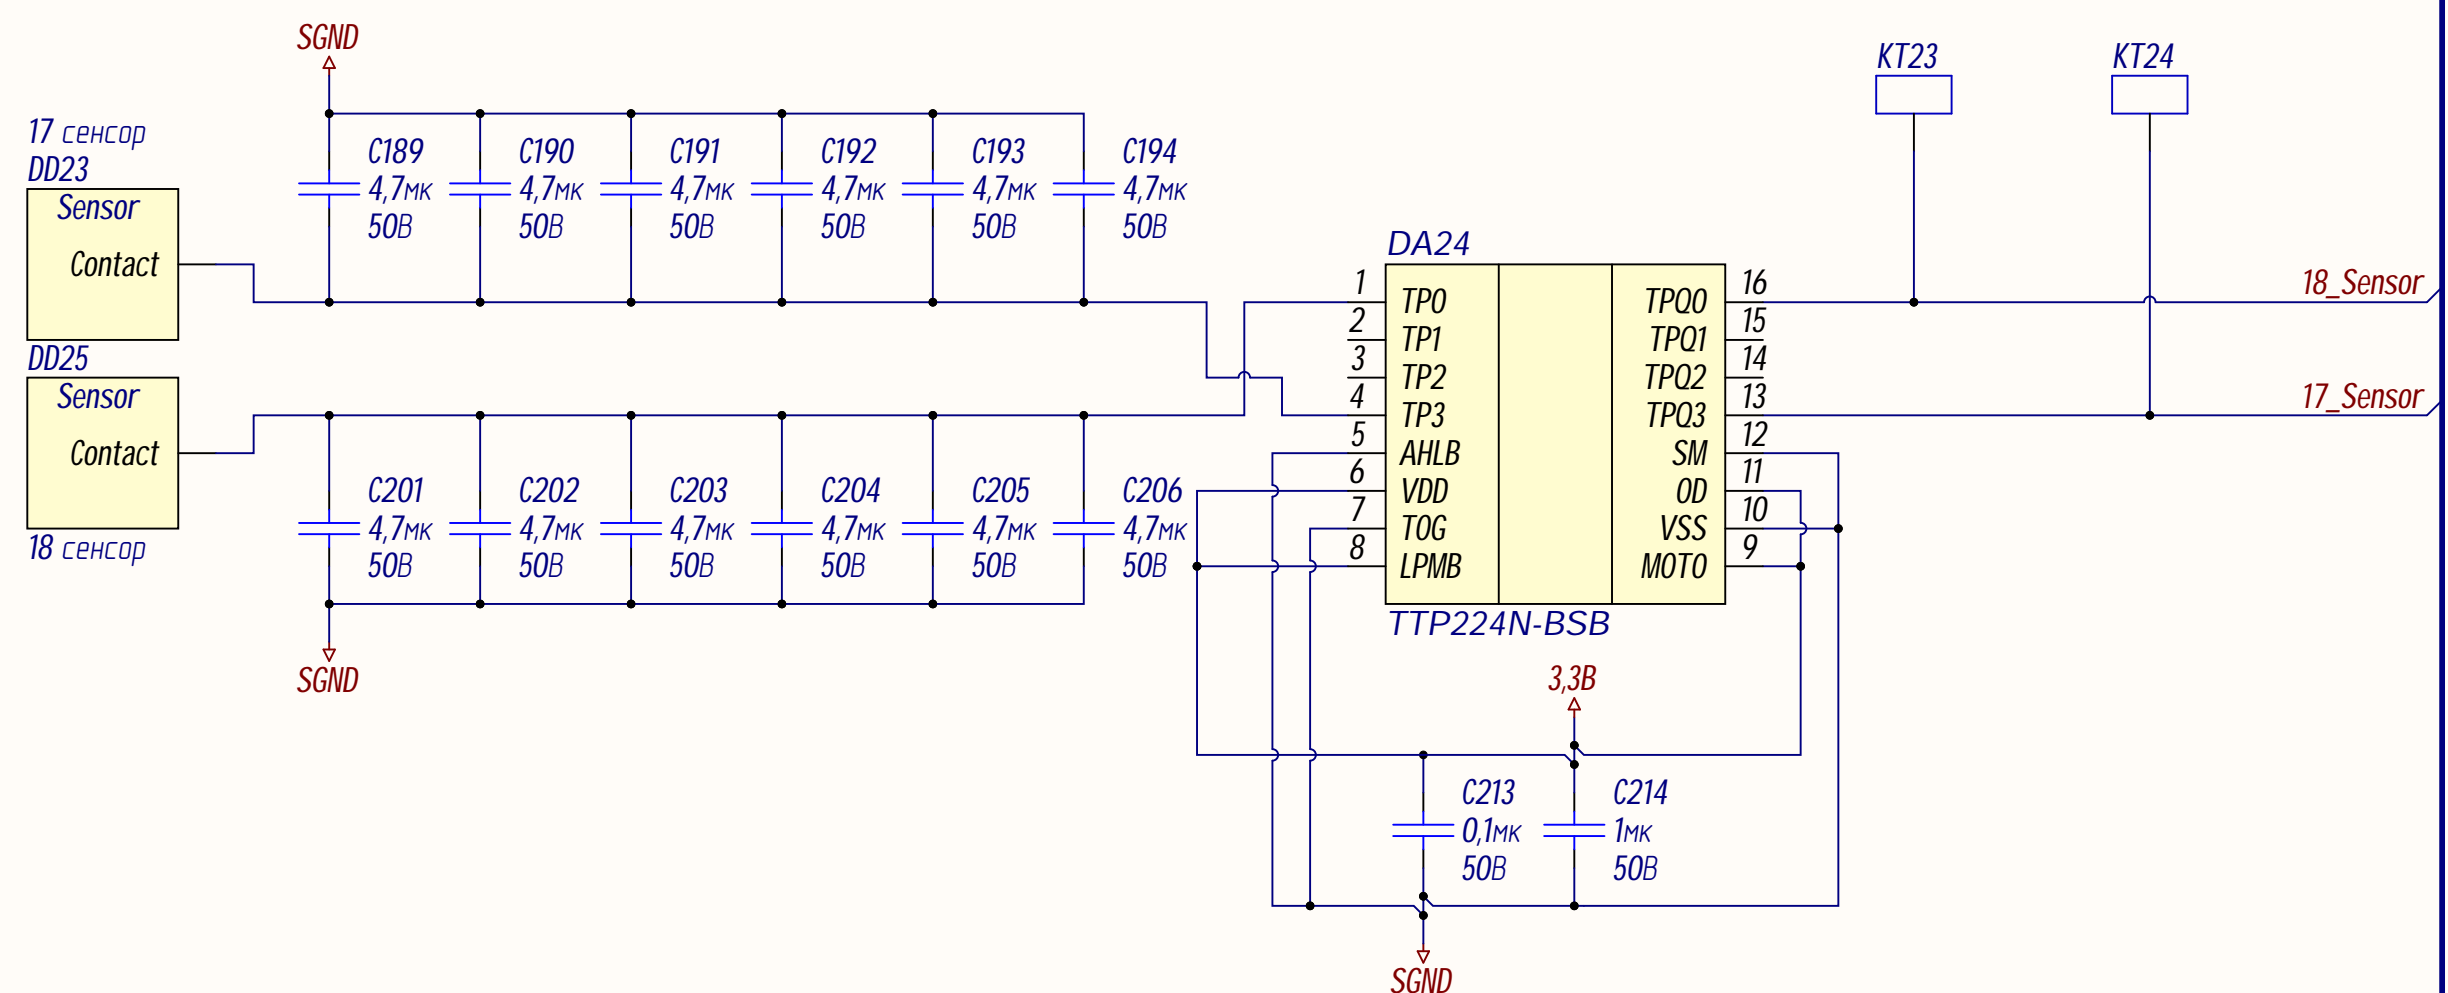 SGND
KT23
KT24
17 сенсор
DD23
Sensor
Contact
C189
4,7мк
50В
C190
4,7мк
50В
C191
4,7мк
50В
C192
4,7мк
50В
C193
4,7мк
50В
C194
4,7мк
50В
DD25
Sensor
Contact
18 сенсор
C201
4,7мк
50В
C202
4,7мк
50В
C203
4,7мк
50В
C204
4,7мк
50В
C205
4,7мк
50В
C206
4,7мк
50В
SGND
DA24
1 TP0
2 TP1
3 TP2
4 TP3
5 AHLB
6 VDD
7 TOG
8 LPMB
TPQ0 16
TPQ1 15
TPQ2 14
TPQ3 13
SM 12
OD 11
VSS 10
MOTO 9
TTP224N-BSB
18_Sensor
17_Sensor
3,3В
C213
0,1мк
50В
C214
1мк
50В
SGND